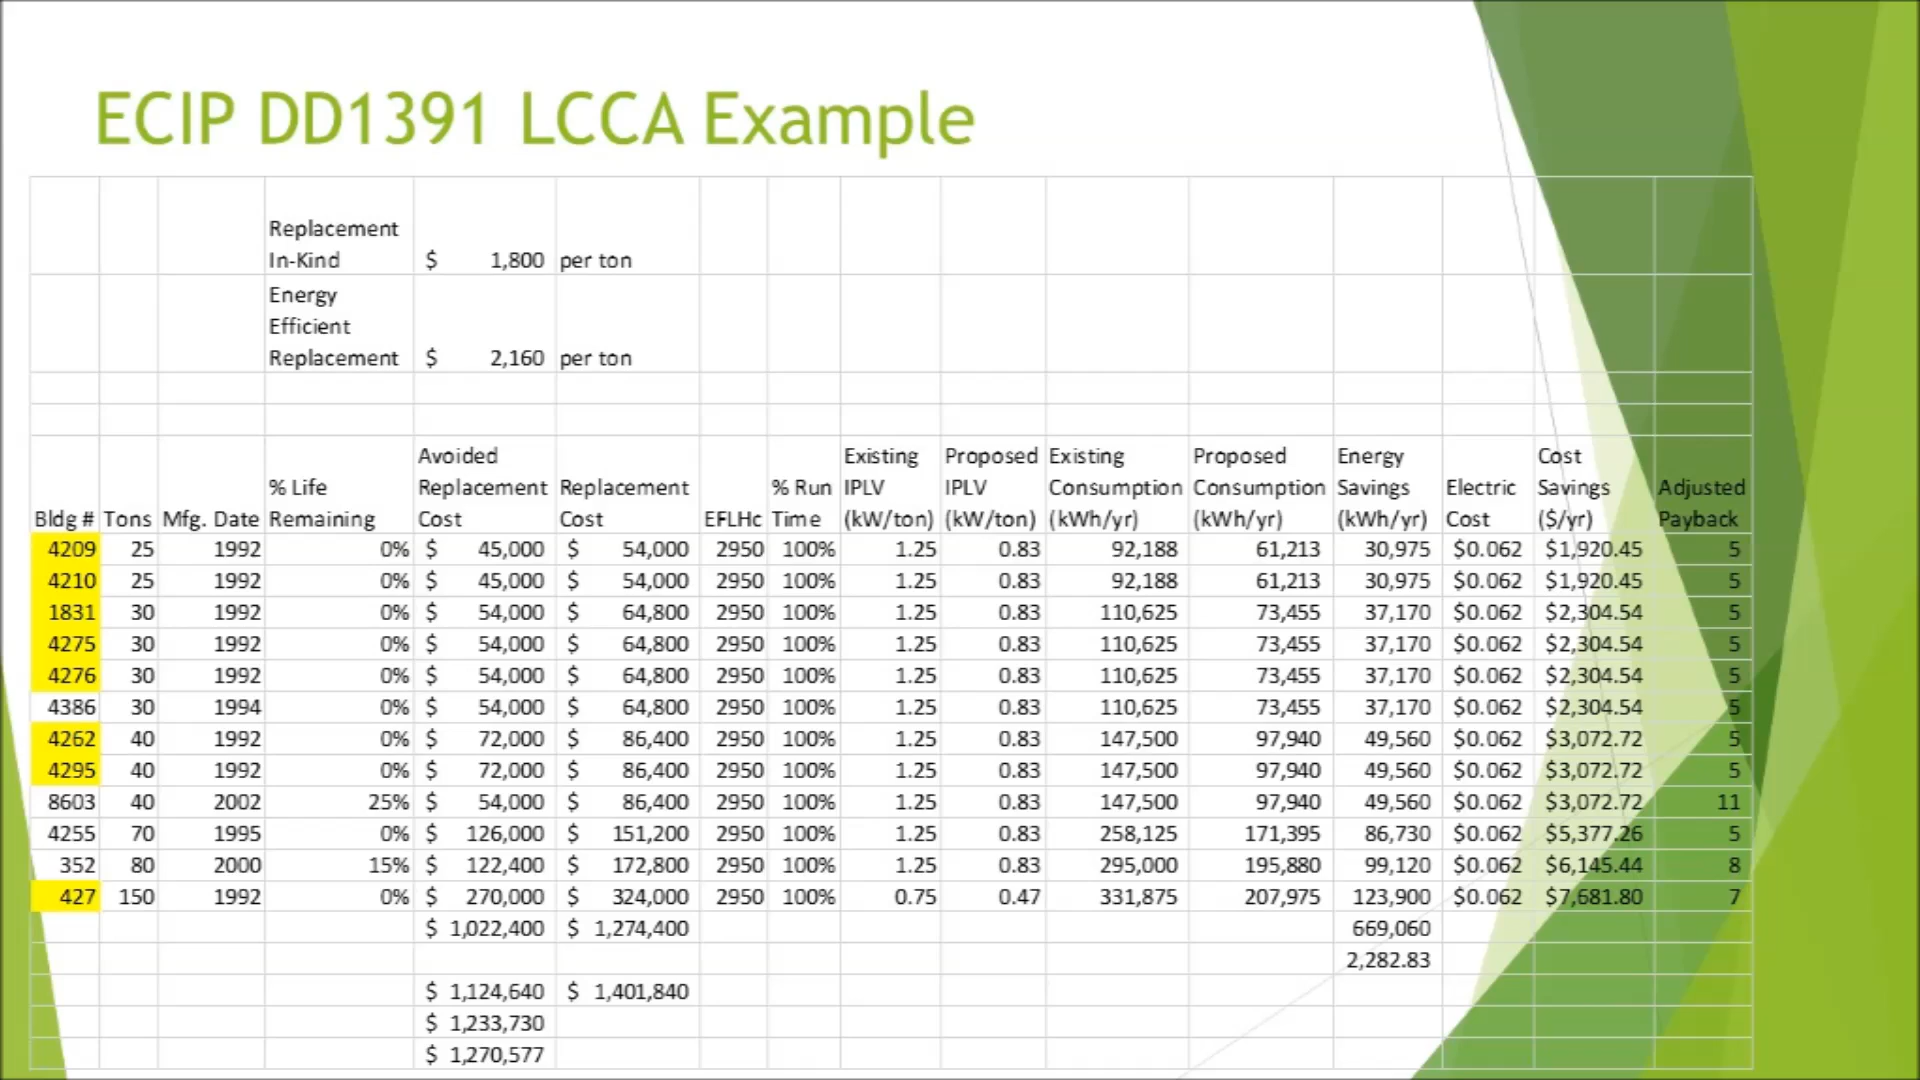 ECIP DD1391 LCCA Example
Replacement
In-Kind $ 1,800 per ton
Energy
Efficient
Replacement $ 2,160 per ton
Avoided Existing Proposed Existing Proposed Energy Cost
% Life Replacement Replacement % Run IPLV IPLV Consumption Consumption Savings Electric Savings Adjusted
Bldg # Tons Mfg. Date Remaining Cost Cost EFLHc Time (kW/ton) (kW/ton) (kWh/yr) (kWh/yr) (kWh/yr) Cost ($/yr) Payback
4209 25 1992 0% $ 45,000 $ 54,000 2950 100% 1.25 0.83 92,188 61,213 30,975 $0.062 $1,920.45 5
4210 25 1992 0% $ 45,000 $ 54,000 2950 100% 1.25 0.83 92,188 61,213 30,975 $0.062 $1,920.45 5
1831 30 1992 0% $ 54,000 $ 64,800 2950 100% 1.25 0.83 110,625 73,455 37,170 $0.062 $2,304.54 5
4275 30 1992 0% $ 54,000 $ 64,800 2950 100% 1.25 0.83 110,625 73,455 37,170 $0.062 $2,304.54 5
4276 30 1992 0% $ 54,000 $ 64,800 2950 100% 1.25 0.83 110,625 73,455 37,170 $0.062 $2,304.54 5
4386 30 1994 0% $ 54,000 $ 64,800 2950 100% 1.25 0.83 110,625 73,455 37,170 $0.062 $2,304.54 5
4262 40 1992 0% $ 72,000 $ 86,400 2950 100% 1.25 0.83 147,500 97,940 49,560 $0.062 $3,072.72 5
4295 40 1992 0% $ 72,000 $ 86,400 2950 100% 1.25 0.83 147,500 97,940 49,560 $0.062 $3,072.72 5
8603 40 2002 25% $ 54,000 $ 86,400 2950 100% 1.25 0.83 147,500 97,940 49,560 $0.062 $3,072.72 11
4255 70 1995 0% $ 126,000 $ 151,200 2950 100% 1.25 0.83 258,125 171,395 86,730 $0.062 $5,377.26 5
352 80 2000 15% $ 122,400 $ 172,800 2950 100% 1.25 0.83 295,000 195,880 99,120 $0.062 $6,145.44 8
427 150 1992 0% $ 270,000 $ 324,000 2950 100% 0.75 0.47 331,875 207,975 123,900 $0.062 $7,681.80 7
$ 1,022,400 $ 1,274,400 669,060
2,282.83
$ 1,124,640 $ 1,401,840
$ 1,233,730
$ 1,270,577